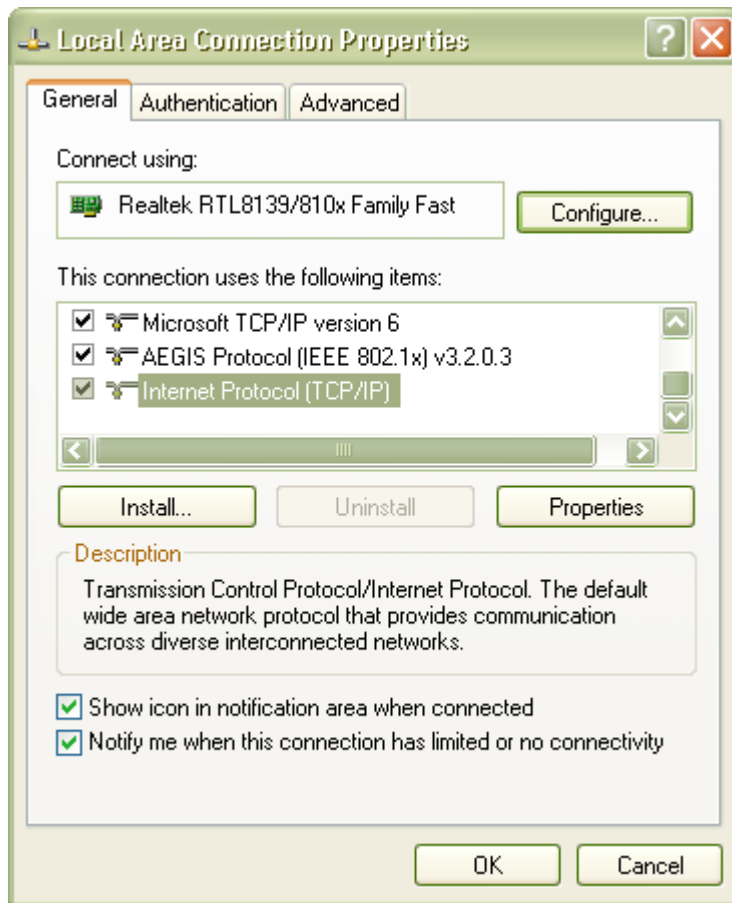 Local Area Connection Properties
General Authentication Advanced
Connect using:
Realtek RTL8139/810x Family Fast
Configure...
This connection uses the following items:
Microsoft TCP/IP version 6
AEGIS Protocol (IEEE 802.1x) v3.2.0.3
Internet Protocol (TCP/IP)
Install... Uninstall Properties
Description
Transmission Control Protocol/Internet Protocol. The default
wide area network protocol that provides communication
across diverse interconnected networks.
Show icon in notification area when connected
Notify me when this connection has limited or no connectivity
OK Cancel